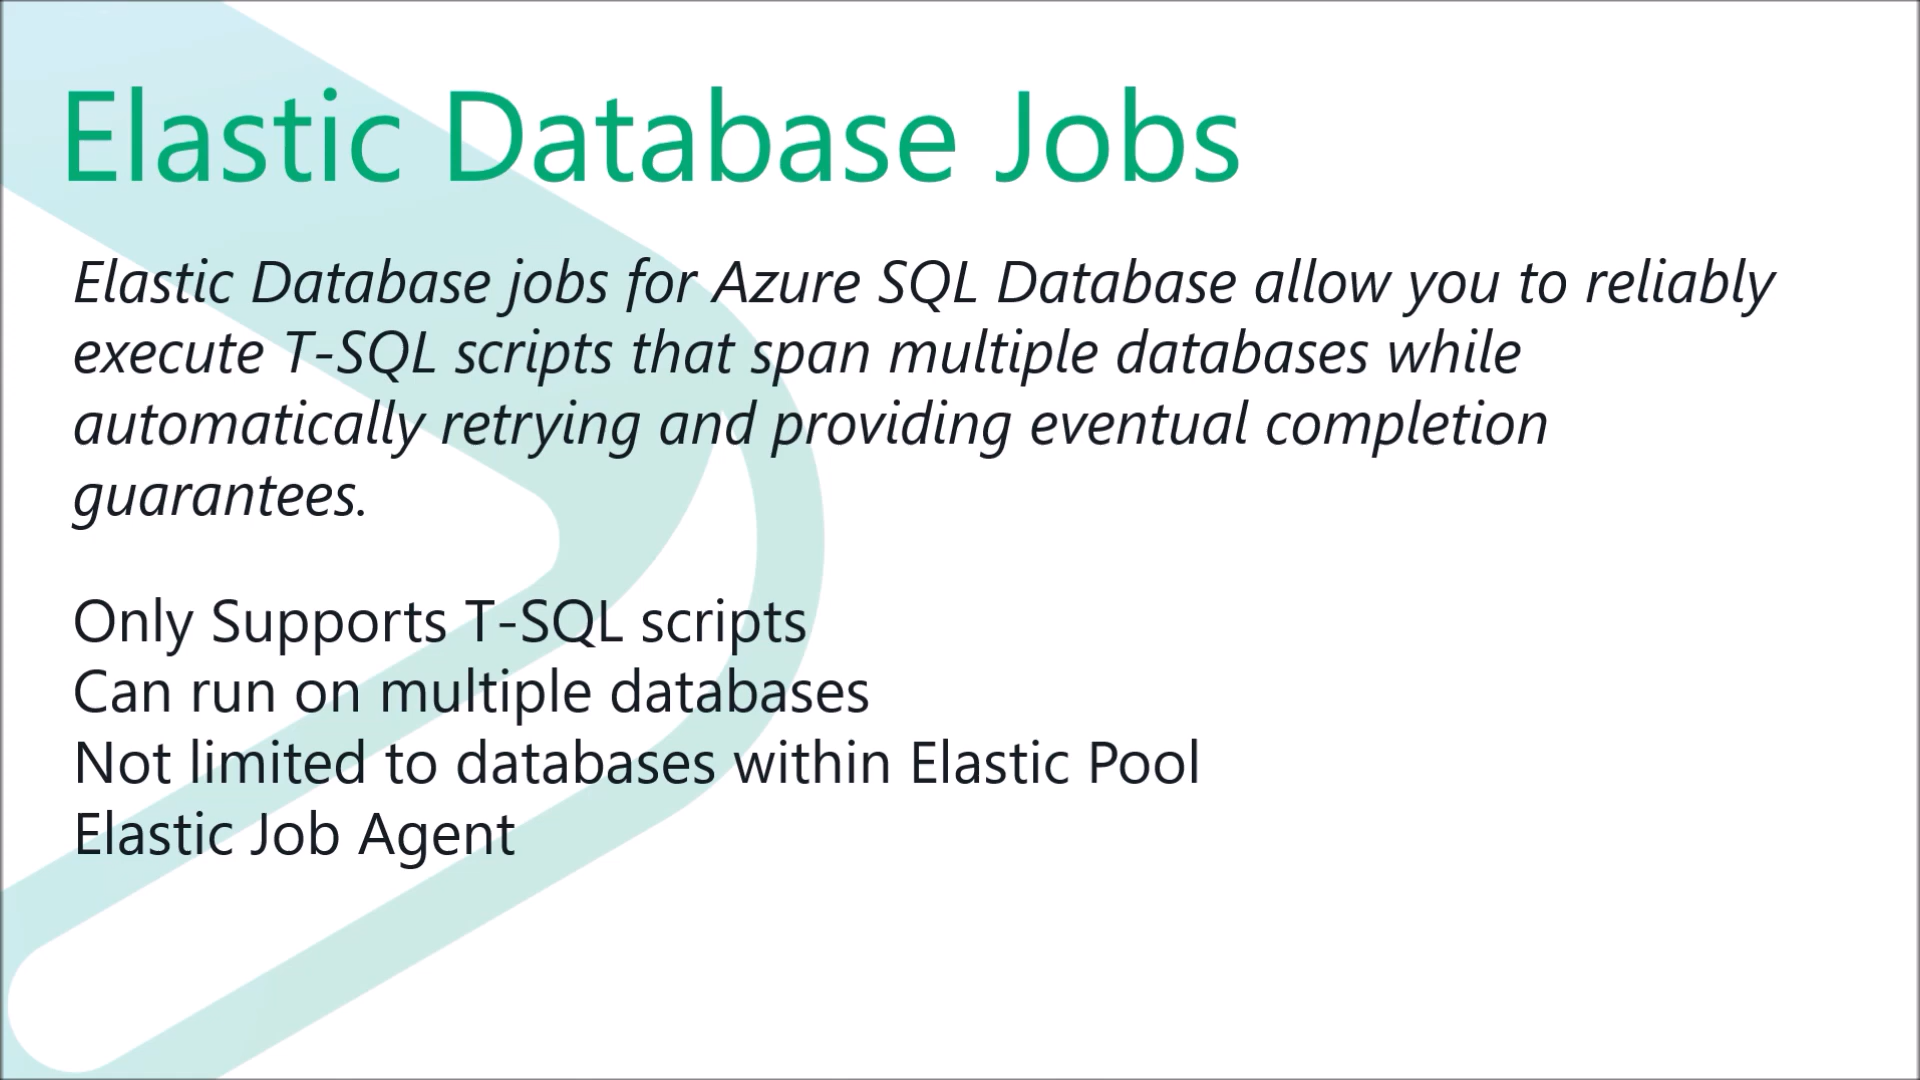 Elastic Database Jobs
Elastic Database jobs for Azure SQL Database allow you to reliably
execute T-SQL scripts that span multiple databases while
automatically retrying and providing eventual completion
guarantees.
Only Supports T-SQL scripts
Can run on multiple databases
Not limited to databases within Elastic Pool
Elastic Job Agent